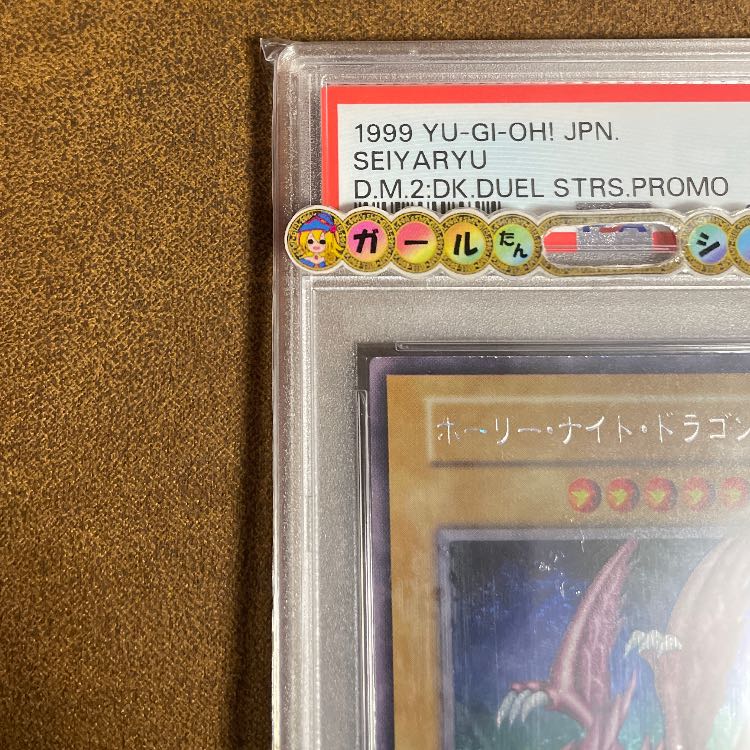 1999 YU-GI-OH! JPN.
SEIYARYU
D.M.2:DK.DUEL STRS.PROMO
ガールたん シ
ホーリー・ナイト・ドラゴン